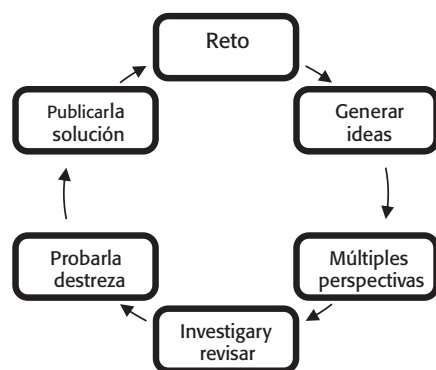 Reto
Generar
ideas
Múltiples
perspectivas
Investigary
revisar
Probarla
destreza
Publicarla
solución